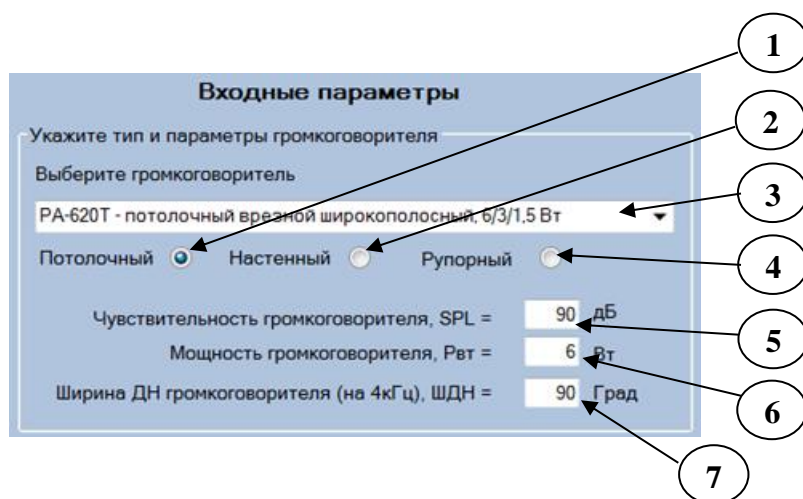 1
Входные параметры
2
Укажите тип и параметры громкоговорителя
Выберите громкоговоритель
3
PA-620T - потолочный врезной широкополосный, 6/3/1,5 Вт
Потолочный Настенный Рупорный
4
Чувствительность громкоговорителя, SPL = 90 дБ
5
Мощность громкоговорителя, Рвт = 6 Вт
Ширина ДН громкоговорителя (на 4кГц), ШДН = 90 Град
6
7